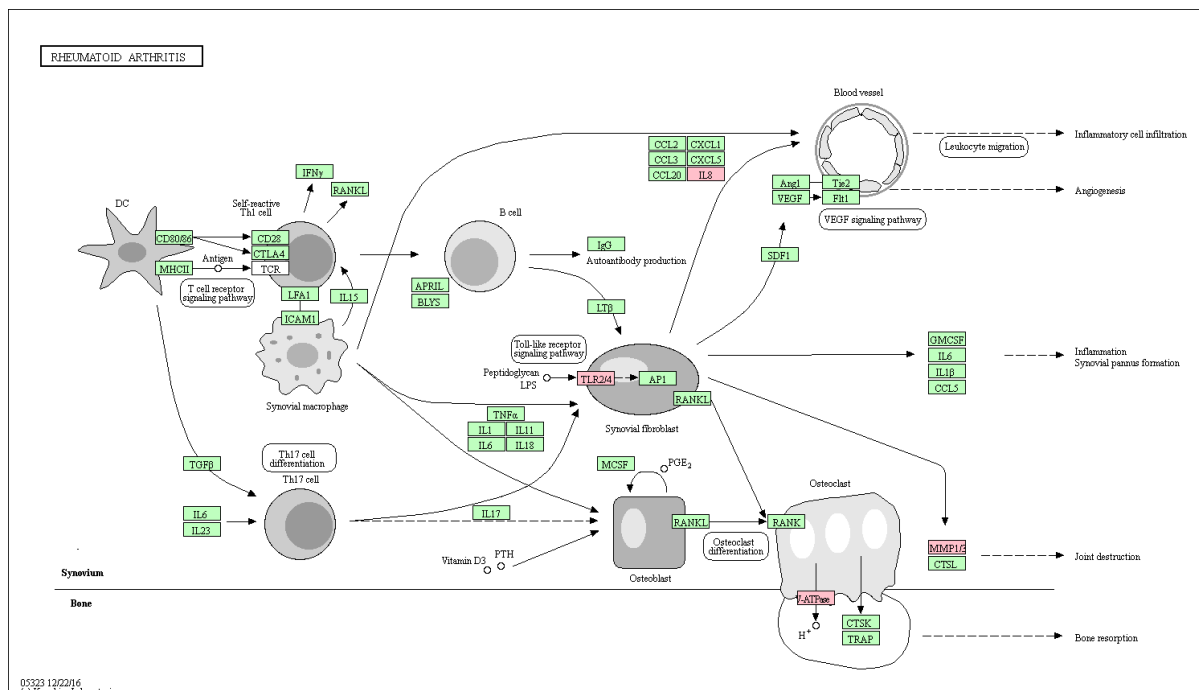 RHEUMATOID ARTHRITIS
Blood vessel
Inflammatory cell infiltration
Leukocyte migration
CCL2 CXCL1
CCL3 CXCL5
CCL20 IL8
IFNγ
RANKL
Ang1 Tie2
VEGF Flt1
Angiogenesis
VEGF signaling pathway
DC
Self-reactive
Th1 cell
B cell
CD80/86
CD28
CTLA4
MHCII
Antigen
TCR
T cell receptor
signaling pathway
LFA1
IL15
ICAM1
Synovial macrophage
APRIL
BLYS
IgG
Autoantibody production
SDF1
LTβ
Toll-like receptor
signaling pathway
Peptidoglycan
LPS
TLR2/4
AP1
RANKL
Synovial fibroblast
GMCSF
IL6
IL1β
CCL5
Inflammation
Synovial pannus formation
TNFα
IL1 IL11
IL6 IL18
TGFβ
Th17 cell
differentiation
Th17 cell
IL6
IL23
IL17
MCSF
PGE2
RANKL
RANK
Osteoclast
differentiation
Osteoclast
Vitamin D3
PTH
Osteoblast
MMP1/3
CTSL
Joint destruction
Synovium
Bone
V-ATPase
H+
CTSK
TRAP
Bone resorption
05323 12/22/16